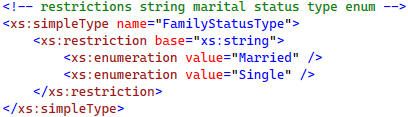 <!-- restrictions string marital status type enum -->
<xs:simpleType name="FamilyStatusType">
    <xs:restriction base="xs:string">
        <xs:enumeration value="Married" />
        <xs:enumeration value="Single" />
    </xs:restriction>
</xs:simpleType>